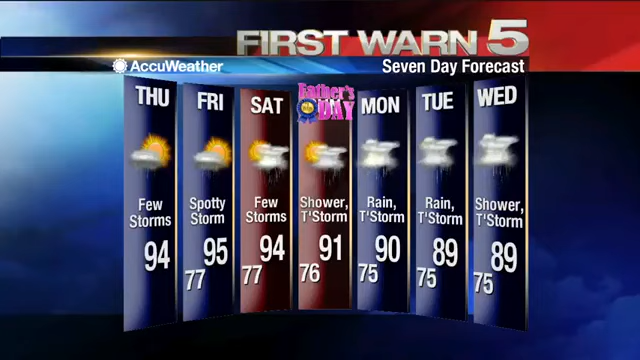 FIRST WARN 5
AccuWeather
Seven Day Forecast
THU
FRI
SAT
Father's
DAY
MON
TUE
WED
Few
Storms
Spotty
Storm
Few
Storms
Shower,
T'Storm
Rain,
T'Storm
Rain,
T'Storm
Shower,
T'Storm
94
95
94
91
90
89
89
77
77
76
75
75
75